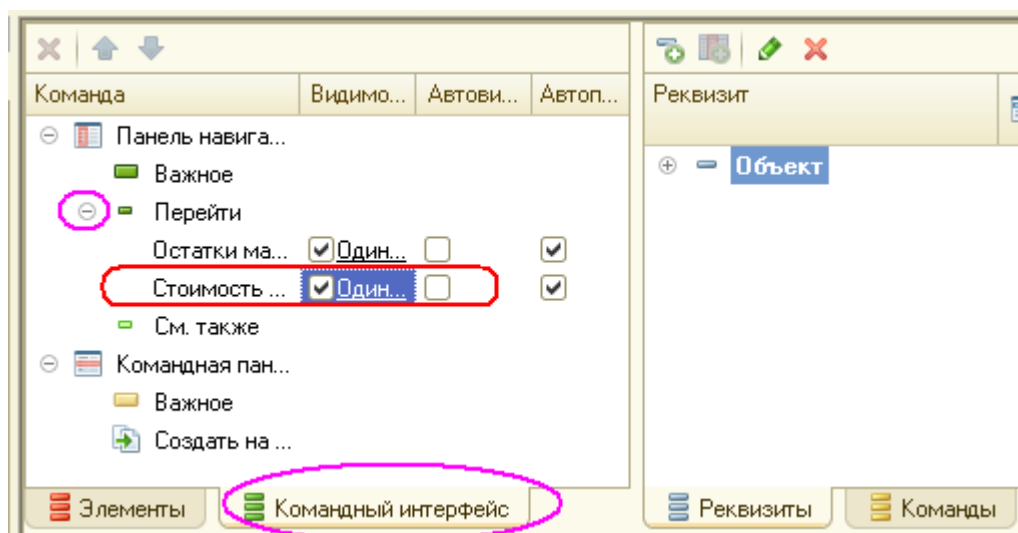 Команда Видимо... Автови... Автоп...
Панель навига...
Важное
Перейти
Остатки ма... Один...
Стоимость ... Один...
См. также
Командная пан...
Важное
Создать на ...
Элементы Командный интерфейс
Реквизит
Объект
Реквизиты Команды